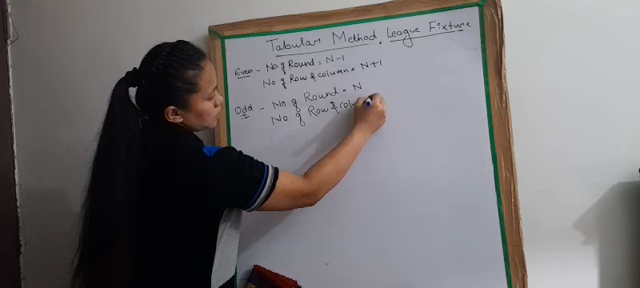 Tabular Method. League Fixture
Even - No of Round = N-1
No of Row & column = N+1
Odd - No of Round = N
No of Row & colu